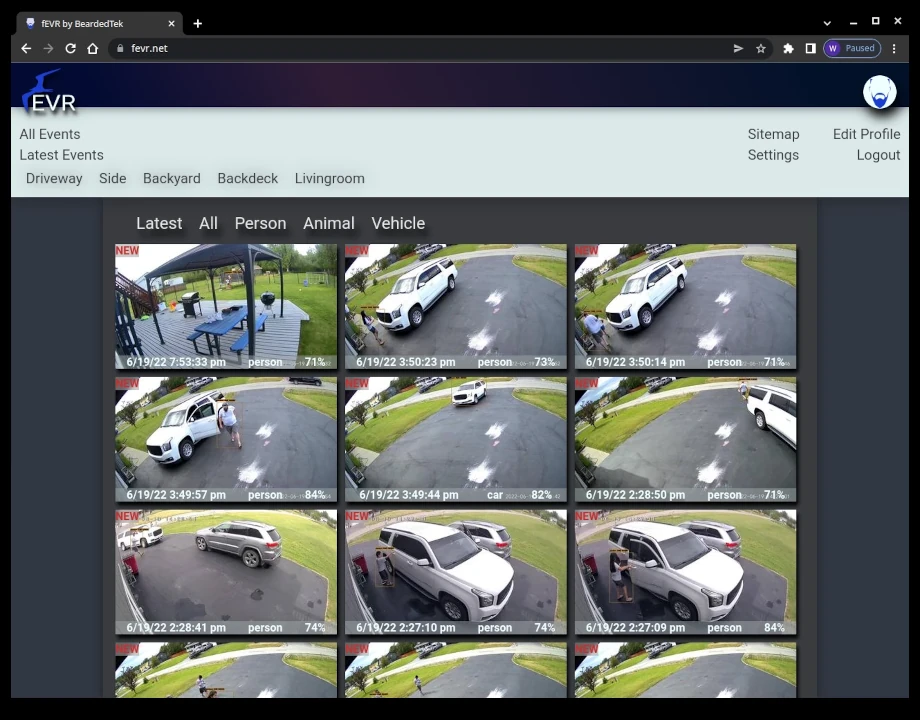 fEVR by BeardedTek
fevr.net
W Paused
EVR
All Events
Sitemap Edit Profile
Latest Events
Settings Logout
Driveway Side Backyard Backdeck Livingroom
Latest All Person Animal Vehicle
NEW NEW NEW
6/19/22 7:53:33 pm person 71%
6/19/22 3:50:23 pm person 73%
6/19/22 3:50:14 pm person 71%
NEW NEW NEW
6/19/22 3:49:57 pm person 84%
6/19/22 3:49:44 pm car 82%
6/19/22 2:28:50 pm person 71%
NEW NEW NEW
6/19/22 2:28:41 pm person 74%
6/19/22 2:27:10 pm person 74%
6/19/22 2:27:09 pm person 84%
NEW NEW NEW